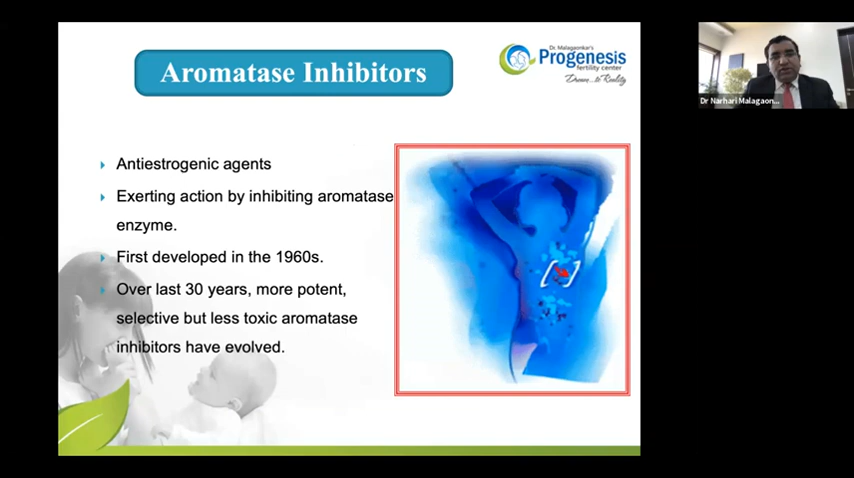 Aromatase Inhibitors
Dr. Malagaonkar's
Progenesis
fertility center
Dream...to Reality
Antiestrogenic agents
Exerting action by inhibiting aromatase
enzyme.
First developed in the 1960s.
Over last 30 years, more potent,
selective but less toxic aromatase
inhibitors have evolved.
Dr Narhari Malagaon...